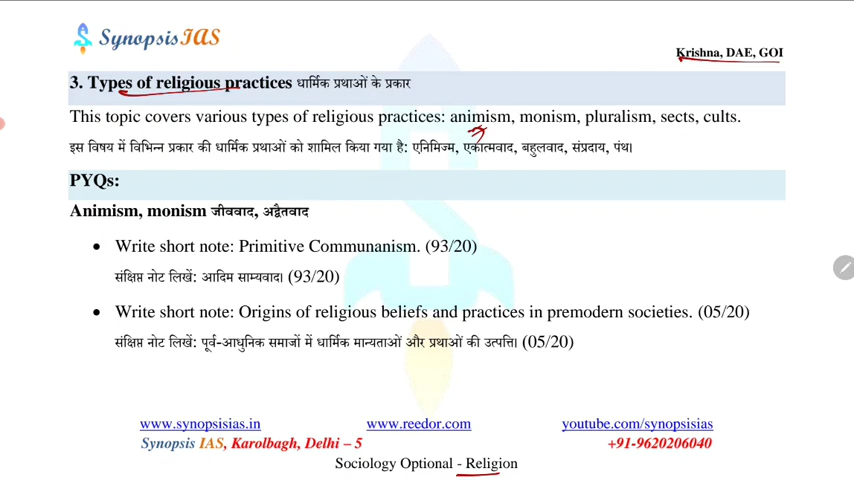 Synopsis IAS
Krishna, DAE, GOI
3. Types of religious practices धार्मिक प्रथाओं के प्रकार
This topic covers various types of religious practices: animism, monism, pluralism, sects, cults.
इस विषय में विभिन्न प्रकार की धार्मिक प्रथाओं को शामिल किया गया है: एनिमिज्म, एकात्मवाद, बहुलवाद, संप्रदाय, पंथ।
PYQs:
Animism, monism जीववाद, अद्वैतवाद
• Write short note: Primitive Communanism. (93/20)
संक्षिप्त नोट लिखें: आदिम साम्यवाद। (93/20)
• Write short note: Origins of religious beliefs and practices in premodern societies. (05/20)
संक्षिप्त नोट लिखें: पूर्व-आधुनिक समाजों में धार्मिक मान्यताओं और प्रथाओं की उत्पत्ति। (05/20)
www.synopsisias.in www.reedor.com youtube.com/synopsisias
Synopsis IAS, Karolbagh, Delhi – 5 +91-9620206040
Sociology Optional - Religion